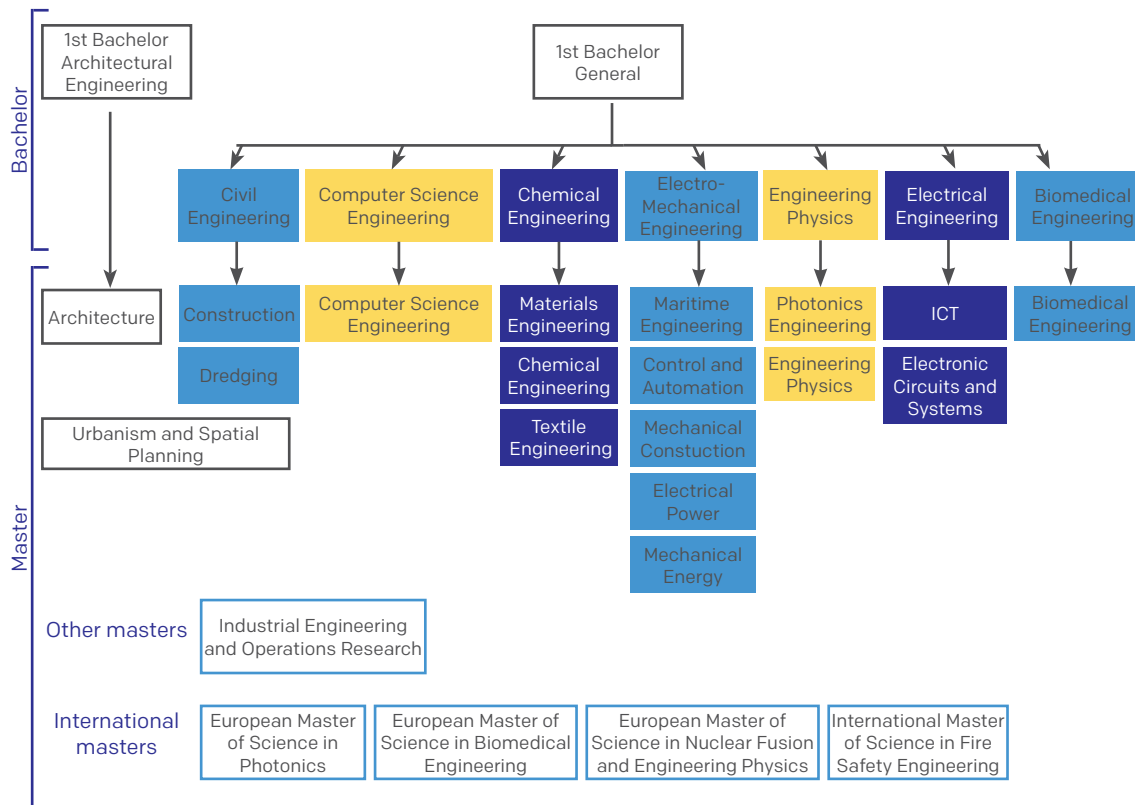 Bachelor
1st Bachelor
Architectural
Engineering
1st Bachelor
General
Civil
Engineering
Computer Science
Engineering
Chemical
Engineering
Electro-
Mechanical
Engineering
Engineering
Physics
Electrical
Engineering
Biomedical
Engineering
Master
Architecture
Construction
Computer Science
Engineering
Materials
Engineering
Maritime
Engineering
Photonics
Engineering
ICT
Biomedical
Engineering
Dredging
Chemical
Engineering
Control and
Automation
Engineering
Physics
Electronic
Circuits and
Systems
Urbanism and Spatial
Planning
Textile
Engineering
Mechanical
Constuction
Electrical
Power
Mechanical
Energy
Other masters
Industrial Engineering
and Operations Research
International
masters
European Master
of Science in
Photonics
European Master of
Science in Biomedical
Engineering
European Master of
Science in Nuclear Fusion
and Engineering Physics
International Master
of Science in Fire
Safety Engineering